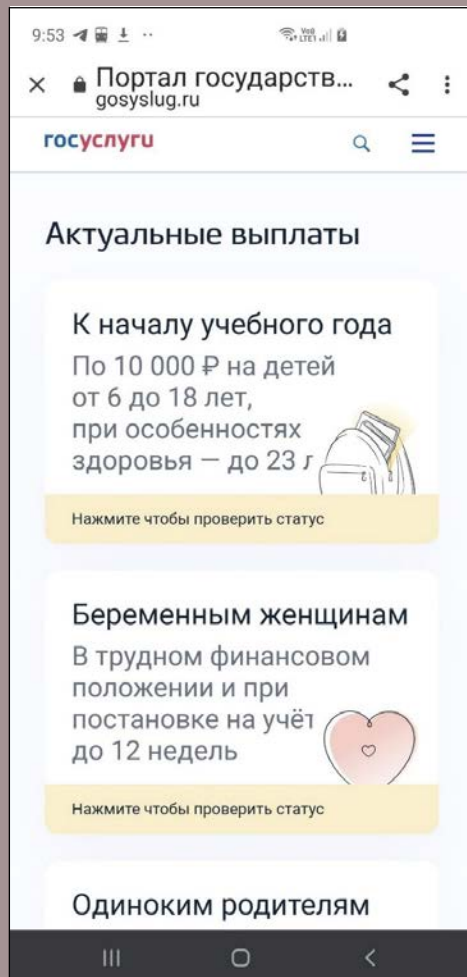 9:53
Vo))
LTE1
Портал государств...
gosyslug.ru
госуслуги
Актуальные выплаты
К началу учебного года
По 10 000 ₽ на детей
от 6 до 18 лет,
при особенностях
здоровья — до 23 л
Нажмите чтобы проверить статус
Беременным женщинам
В трудном финансовом
положении и при
постановке на учёт
до 12 недель
Нажмите чтобы проверить статус
Одиноким родителям